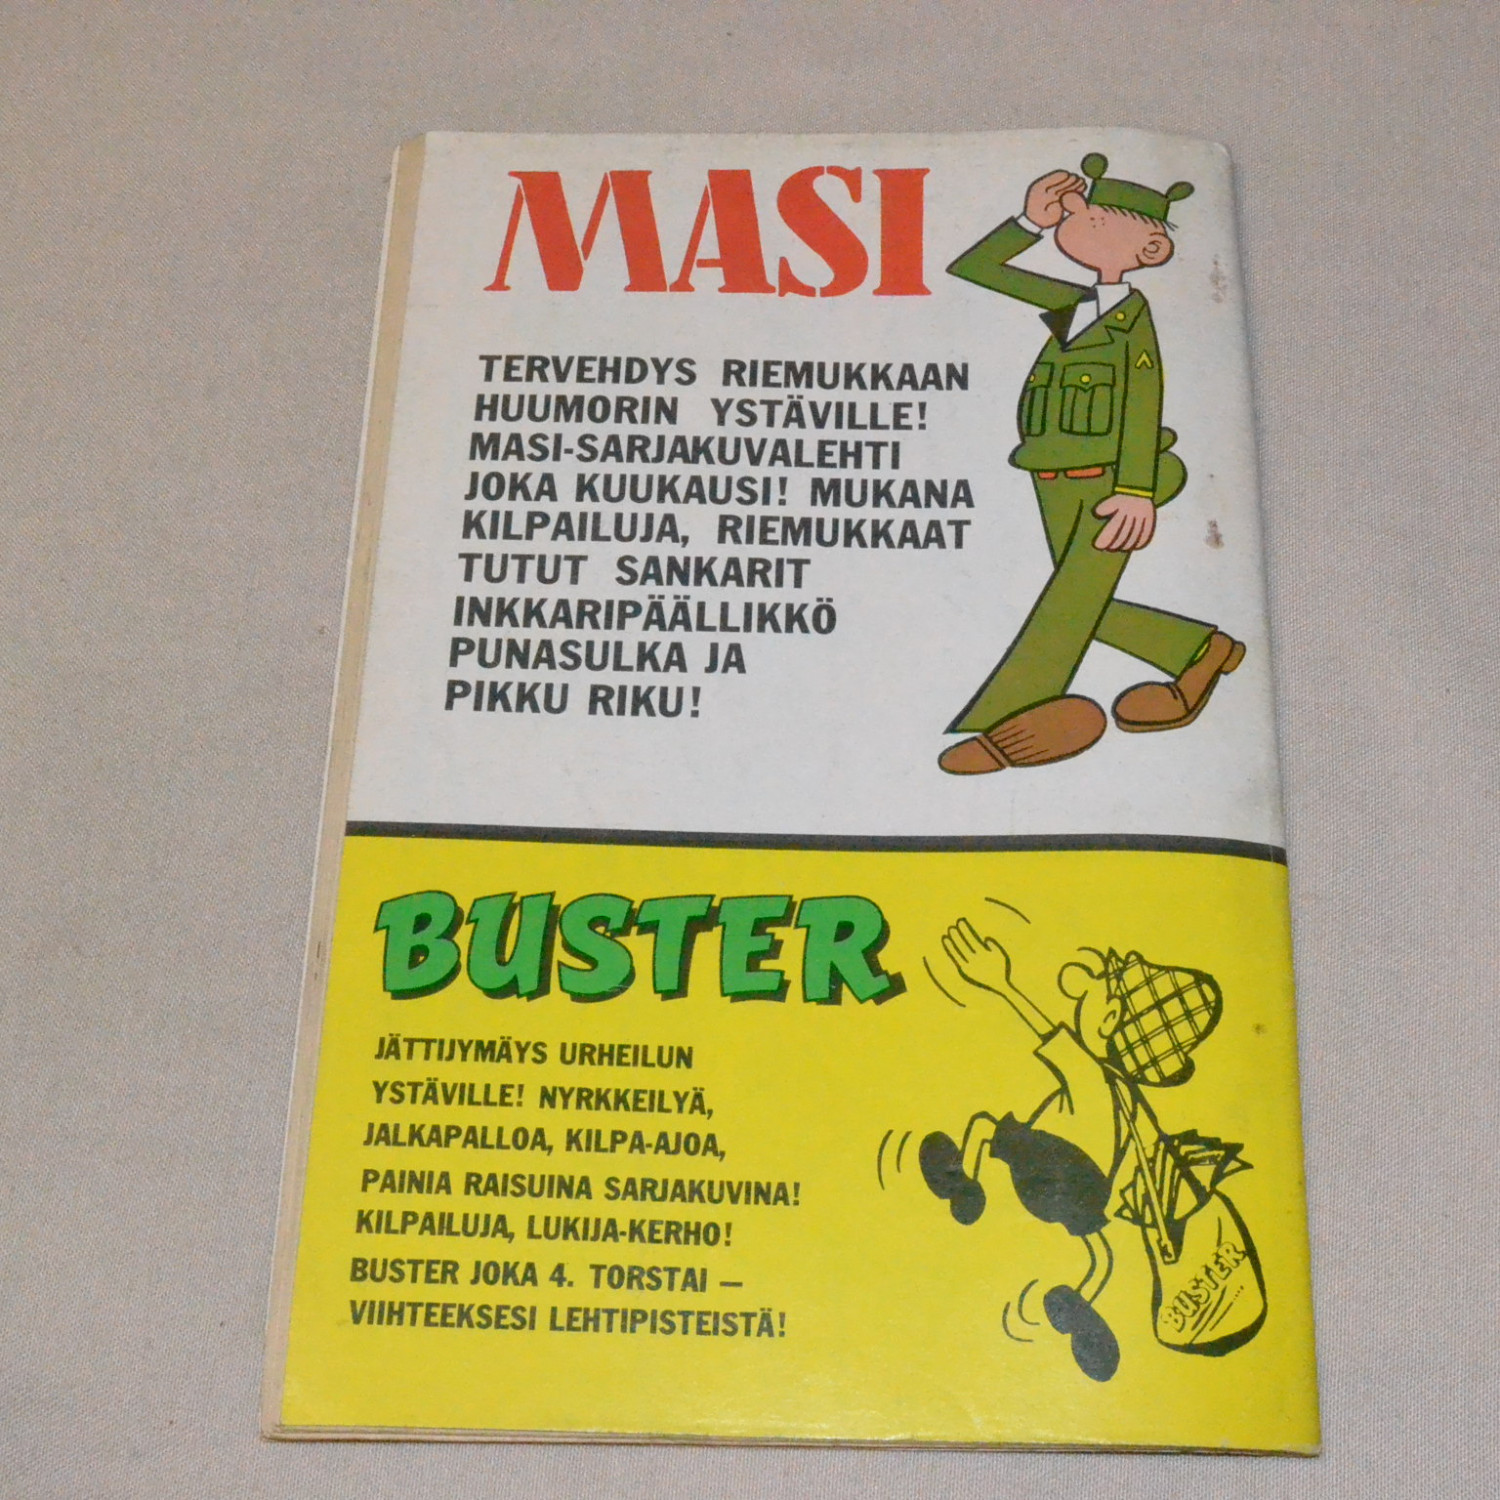 MASI
TERVEHDYS RIEMUKKAAN
HUUMORIN YSTÄVILLE!
MASI-SARJAKUVALEHTI
JOKA KUUKAUSI! MUKANA
KILPAILUJA, RIEMUKKAAT
TUTUT SANKARIT
INKKARIPÄÄLLIKKÖ
PUNASULKA JA
PIKKU RIKU!
BUSTER
JÄTTIJYMÄYS URHEILUN
YSTÄVILLE! NYRKKEILYÄ,
JALKAPALLOA, KILPA-AJOA,
PAINIA RAISUINA SARJAKUVINA!
KILPAILUJA, LUKIJA-KERHO!
BUSTER JOKA 4. TORSTAI –
VIIHTEEKSESI LEHTIPISTEISTÄ!
BUSTER